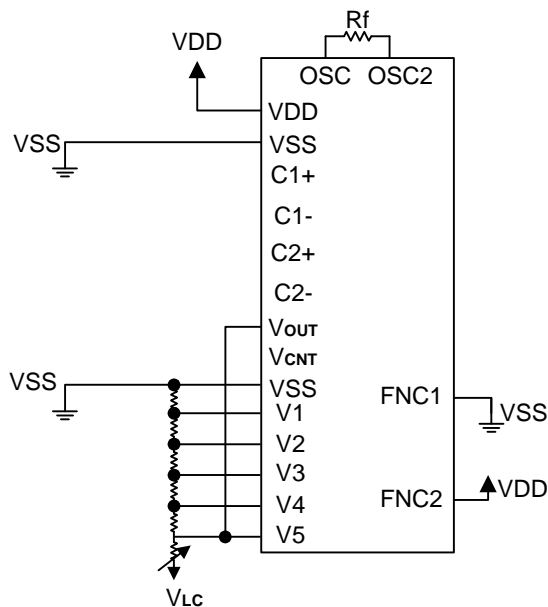 Rf
VDD
OSC OSC2
VDD
VSS
VSS
C1+
C1-
C2+
C2-
VOUT
VCNT
VSS
VSS
FNC1
VSS
V1
V2
V3
V4
FNC2
VDD
V5
VLC